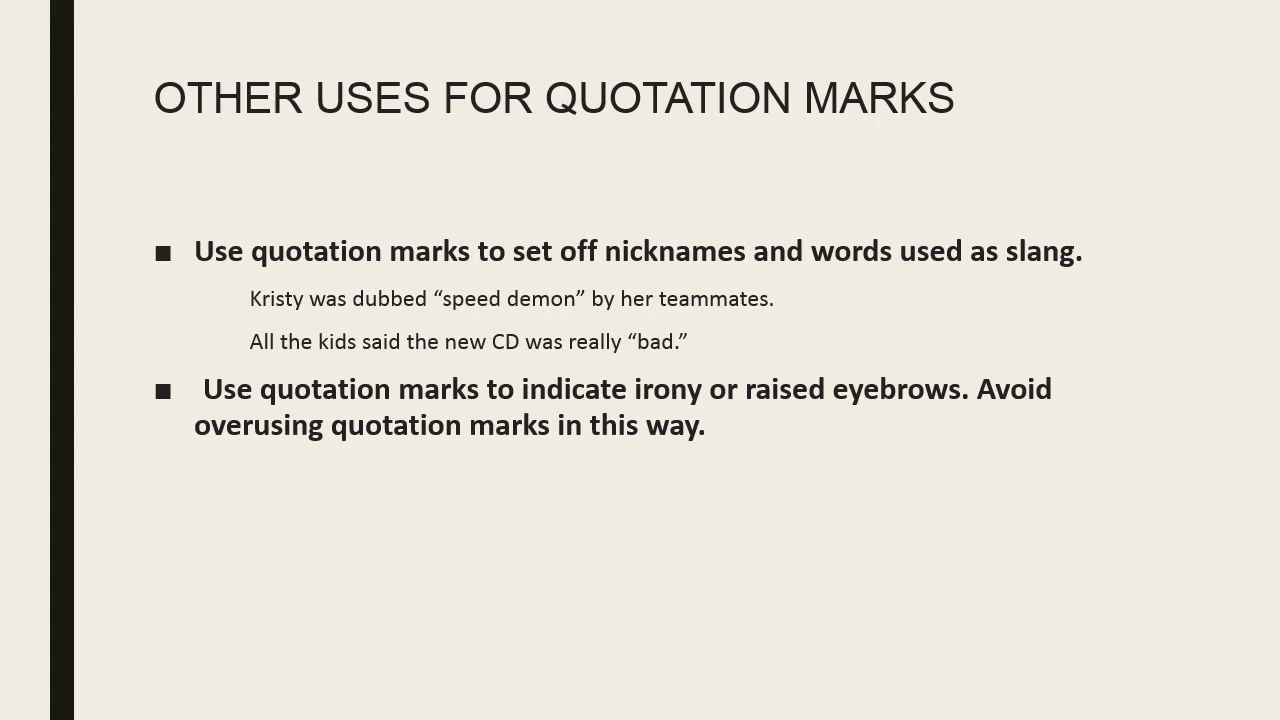 OTHER USES FOR QUOTATION MARKS
■ Use quotation marks to set off nicknames and words used as slang.
Kristy was dubbed “speed demon” by her teammates.
All the kids said the new CD was really “bad.”
■ Use quotation marks to indicate irony or raised eyebrows. Avoid
overusing quotation marks in this way.